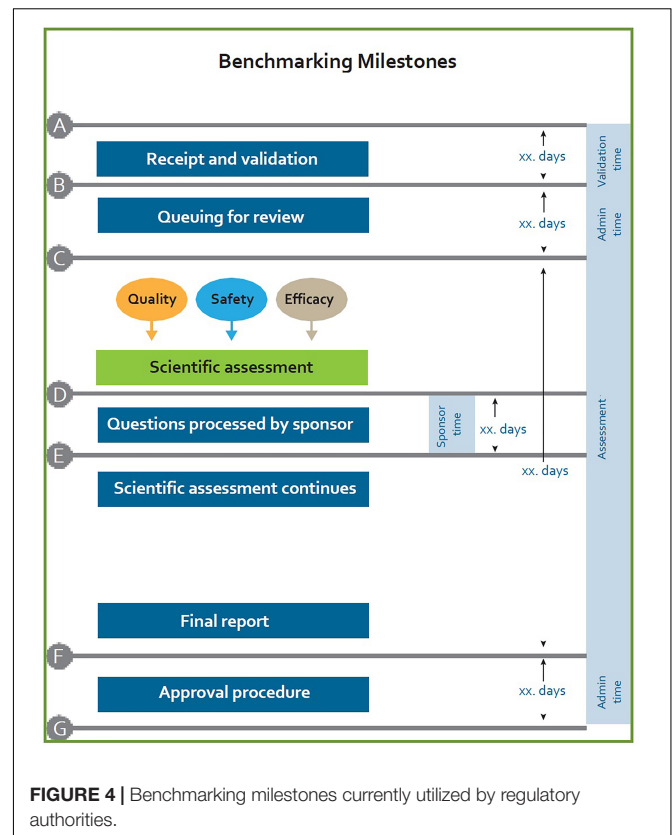 Benchmarking Milestones
A
Receipt and validation
xx. days
Validation
time
B
Queuing for review
xx. days
Admin
time
C
Quality
Safety
Efficacy
Scientific assessment
D
Questions processed by sponsor
Sponsor
time
xx. days
Assessment
E
xx. days
Scientific assessment continues
Final report
F
Approval procedure
xx. days
Admin
time
G
FIGURE 4 | Benchmarking milestones currently utilized by regulatory
authorities.